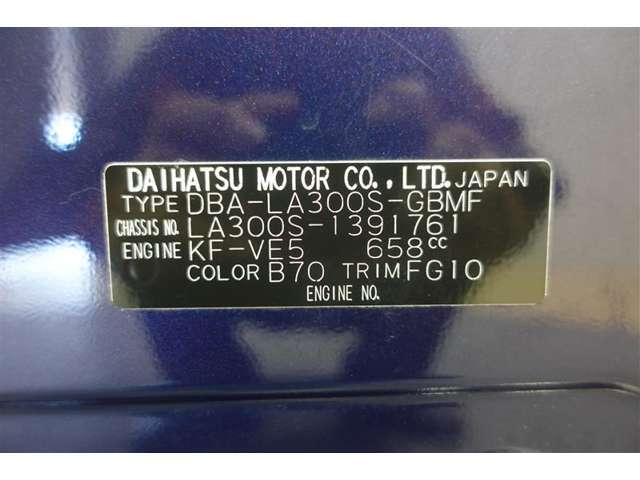 DAIHATSU MOTOR CO., LTD. JAPAN
TYPE DBA-LA300S-GBMF
CHASSIS NO. LA300S-1391761
ENGINE KF-VE5 658cc
COLOR B70 TRIM FG10
ENGINE NO.